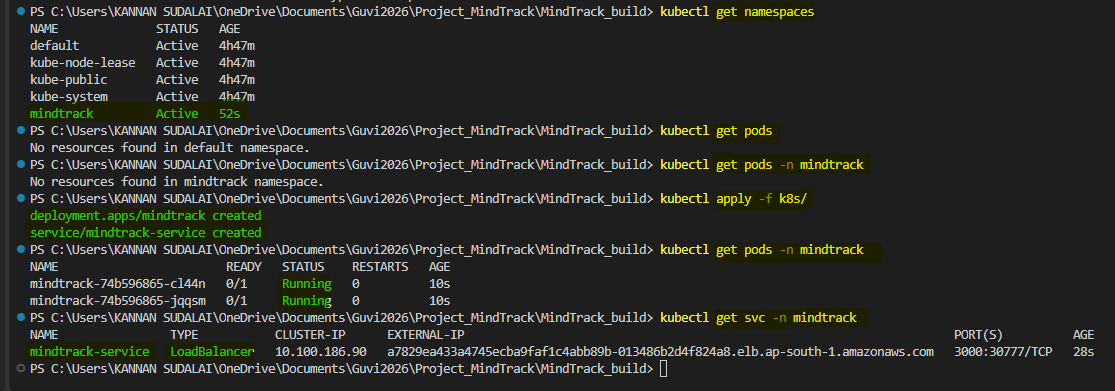 PS C:\Users\KANNAN SUDALAI\OneDrive\Documents\Guvi2026\Project_MindTrack\MindTrack_build> kubectl get namespaces
NAME STATUS AGE
default Active 4h47m
kube-node-lease Active 4h47m
kube-public Active 4h47m
kube-system Active 4h47m
mindtrack Active 52s
PS C:\Users\KANNAN SUDALAI\OneDrive\Documents\Guvi2026\Project_MindTrack\MindTrack_build> kubectl get pods
No resources found in default namespace.
PS C:\Users\KANNAN SUDALAI\OneDrive\Documents\Guvi2026\Project_MindTrack\MindTrack_build> kubectl get pods -n mindtrack
No resources found in mindtrack namespace.
PS C:\Users\KANNAN SUDALAI\OneDrive\Documents\Guvi2026\Project_MindTrack\MindTrack_build> kubectl apply -f k8s/
deployment.apps/mindtrack created
service/mindtrack-service created
PS C:\Users\KANNAN SUDALAI\OneDrive\Documents\Guvi2026\Project_MindTrack\MindTrack_build> kubectl get pods -n mindtrack
NAME READY STATUS RESTARTS AGE
mindtrack-74b596865-cl44n 0/1 Running 0 10s
mindtrack-74b596865-jqqsm 0/1 Running 0 10s
PS C:\Users\KANNAN SUDALAI\OneDrive\Documents\Guvi2026\Project_MindTrack\MindTrack_build> kubectl get svc -n mindtrack
NAME TYPE CLUSTER-IP EXTERNAL-IP PORT(S) AGE
mindtrack-service LoadBalancer 10.100.186.90 a7829ea433a4745ecba9faf1c4abb89b-013486b2d4f824a8.elb.ap-south-1.amazonaws.com 3000:30777/TCP 28s
PS C:\Users\KANNAN SUDALAI\OneDrive\Documents\Guvi2026\Project_MindTrack\MindTrack_build>